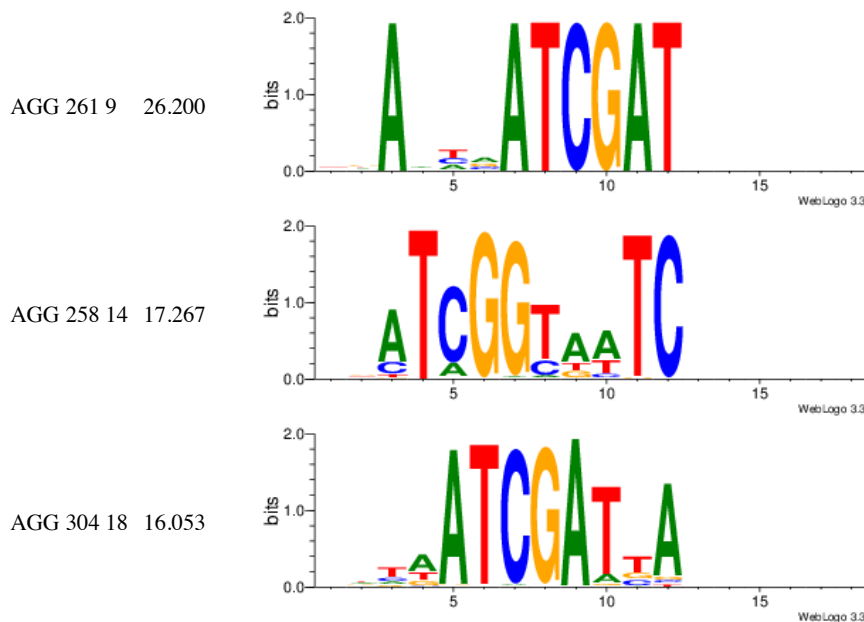 2.0
AGG 261 9 26.200
bits
1.0
0.0
A T C A A G A T C G A T
5 10 15
WebLogo 3.3
2.0
AGG 258 14 17.267
bits
1.0
0.0
A C T T C A G G T C A T G A T C T C
5 10 15
WebLogo 3.3
2.0
AGG 304 18 16.053
bits
1.0
0.0
T A T G A T C G A T A T G C A
5 10 15
WebLogo 3.3